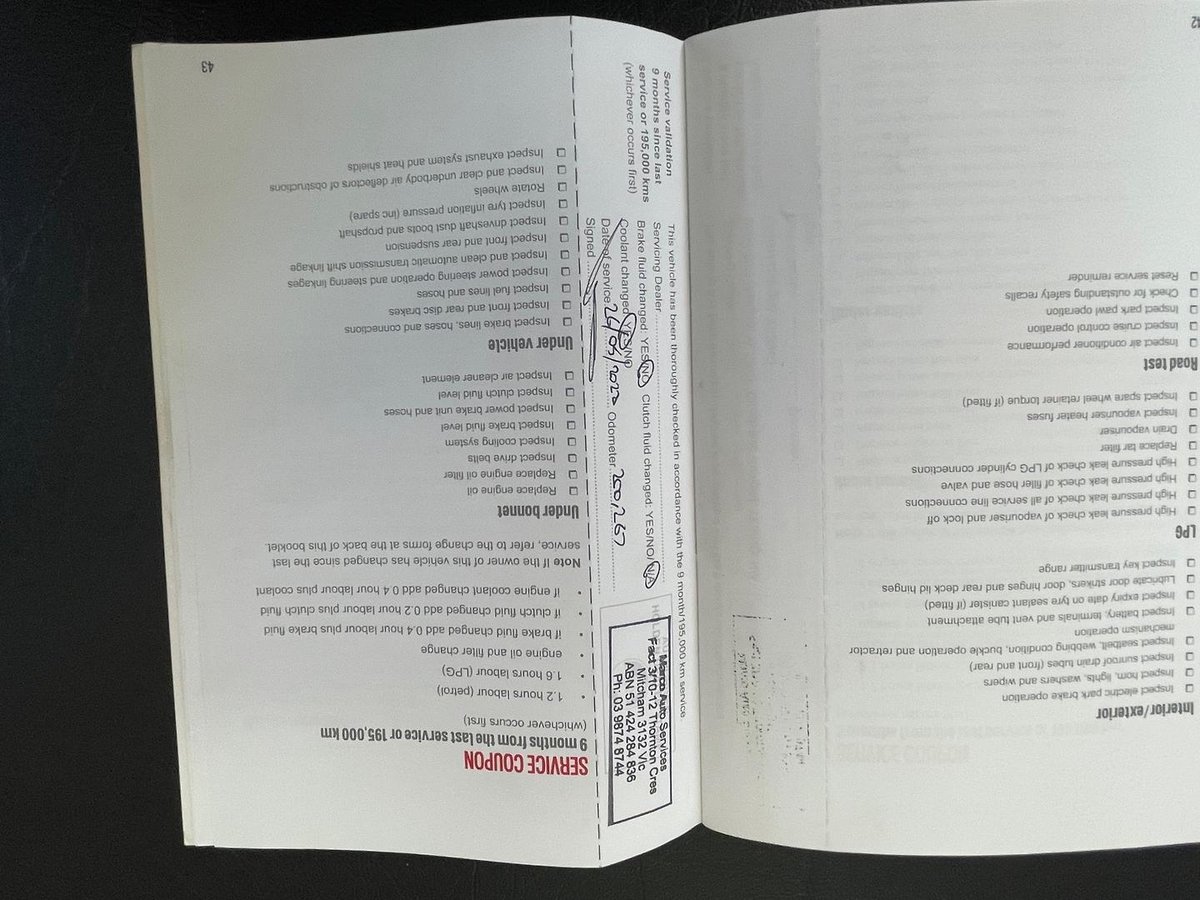 42
Interior/exterior
Inspect electric park brake operation
Inspect horn, lights, washers and wipers
Inspect sunroof drain tubes (front and rear)
Inspect seatbelt, webbing condition, buckle operation and retractor
mechanism operation
Inspect battery, terminals and vent tube attachment
Inspect expiry date on tyre sealant canister (if fitted)
Lubricate door strikers, door hinges and rear deck lid hinges
Inspect key transmitter range
LPG
High pressure leak check of vapouriser and lock off
High pressure leak check of all service line connections
High pressure leak check of filler hose and valve
High pressure leak check of LPG cylinder connections
Replace tar filter
Drain vapouriser
Inspect vapouriser heater fuses
Inspect spare wheel retainer torque (if fitted)
Road test
Inspect air conditioner performance
Inspect cruise control operation
Inspect park pawl operation
Check for outstanding safety recalls
Reset service reminder
Service validation
9 months since last
service or 195,000 kms
(whichever occurs first)
This vehicle has been thoroughly checked in accordance with the 9 month/195,000 km service.
Servicing Dealer
Brake fluid changed: YES/NO Clutch fluid changed: YES/NO/N/A
Coolant changed YES/NO
Date of service 26/05/2020 Odometer 200,267
Signed
Marco Auto Services
Fact 3/10-12 Thornton Cres
Mitcham 3132 Vic
ABN 51 424 284 836
Ph: 03 9874 8744
SERVICE COUPON
9 months from the last service or 195,000 km
(whichever occurs first)
• 1.2 hours labour (petrol)
1.6 hours labour (LPG)
• engine oil and filter change
• if brake fluid changed add 0.4 hour labour plus brake fluid
• if clutch fluid changed add 0.2 hour labour plus clutch fluid
• if engine coolant changed add 0.4 hour labour plus coolant
Note If the owner of this vehicle has changed since the last
service, refer to the change forms at the back of this booklet.
Under bonnet
Replace engine oil
Replace engine oil filter
Inspect drive belts
Inspect cooling system
Inspect brake fluid level
Inspect power brake unit and hoses
Inspect clutch fluid level
Inspect air cleaner element
Under vehicle
Inspect brake lines, hoses and connections
Inspect front and rear disc brakes
Inspect fuel lines and hoses
Inspect power steering operation and steering linkages
Inspect and clean automatic transmission shift linkage
Inspect front and rear suspension
Inspect driveshaft dust boots and propshaft
Inspect tyre inflation pressure (inc spare)
Rotate wheels
Inspect and clear underbody air deflectors of obstructions
Inspect exhaust system and heat shields
43